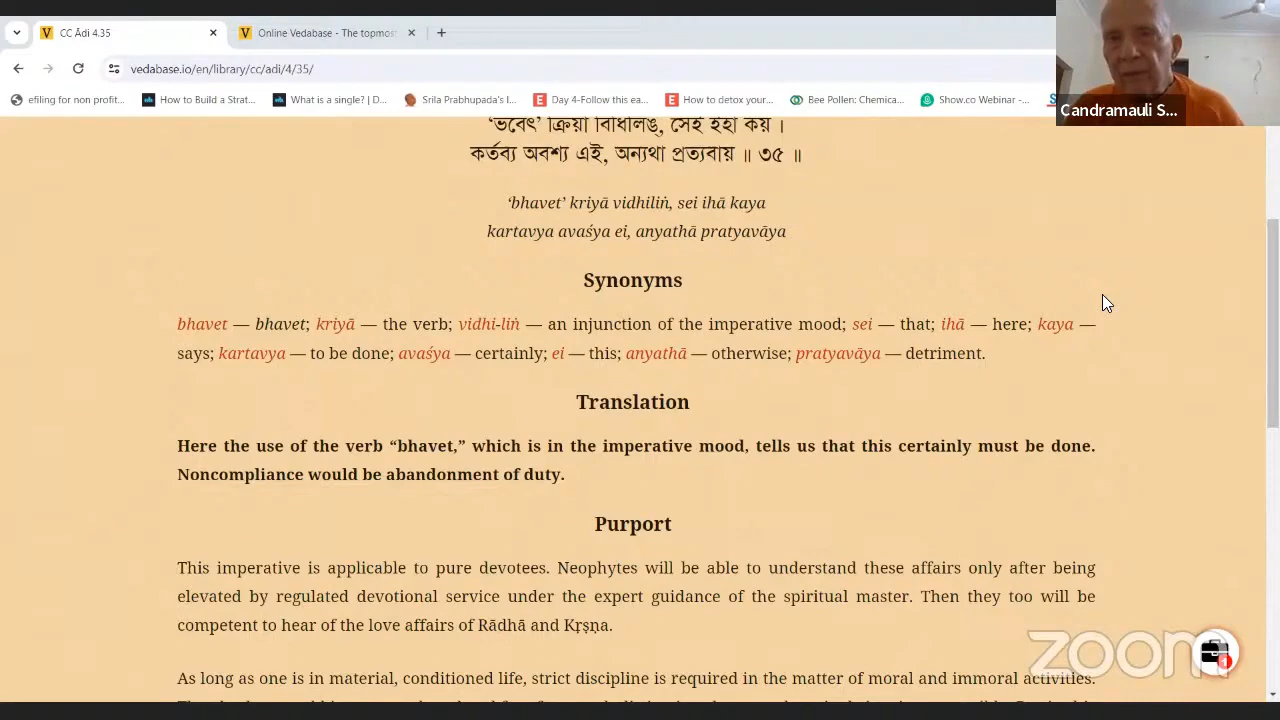 CC Ādi 4.35
Online Vedabase - The topmos
vedabase.io/en/library/cc/adi/4/35/
efiling for non profit...
How to Build a Strat...
What is a singl? | D...
Srila Prabhupada's l...
Day 4-Follow this ea...
How to detox your...
Bee Pollen: Chemica...
Show.co Webinar -...
Candramauli S...
‘ভবেৎ’ ক্রিয়া বিধিলিঙ্, সেই ইহা কয় ।
কর্তব্য অবশ্য এই, অন্যথা প্রত্যবায় ॥ ৩৫ ॥
‘bhavet’ kriyā vidhiliṅ, sei ihā kaya
kartavya avaśya ei, anyathā pratyavāya
Synonyms
bhavet — bhavet; kriyā — the verb; vidhi-liṅ — an injunction of the imperative mood; sei — that; ihā — here; kaya —
says; kartavya — to be done; avaśya — certainly; ei — this; anyathā — otherwise; pratyavāya — detriment.
Translation
Here the use of the verb “bhavet,” which is in the imperative mood, tells us that this certainly must be done.
Noncompliance would be abandonment of duty.
Purport
This imperative is applicable to pure devotees. Neophytes will be able to understand these affairs only after being
elevated by regulated devotional service under the expert guidance of the spiritual master. Then they too will be
competent to hear of the love affairs of Rādhā and Kṛṣṇa.
As long as one is in material, conditioned life, strict discipline is required in the matter of moral and immoral activities.
zoom